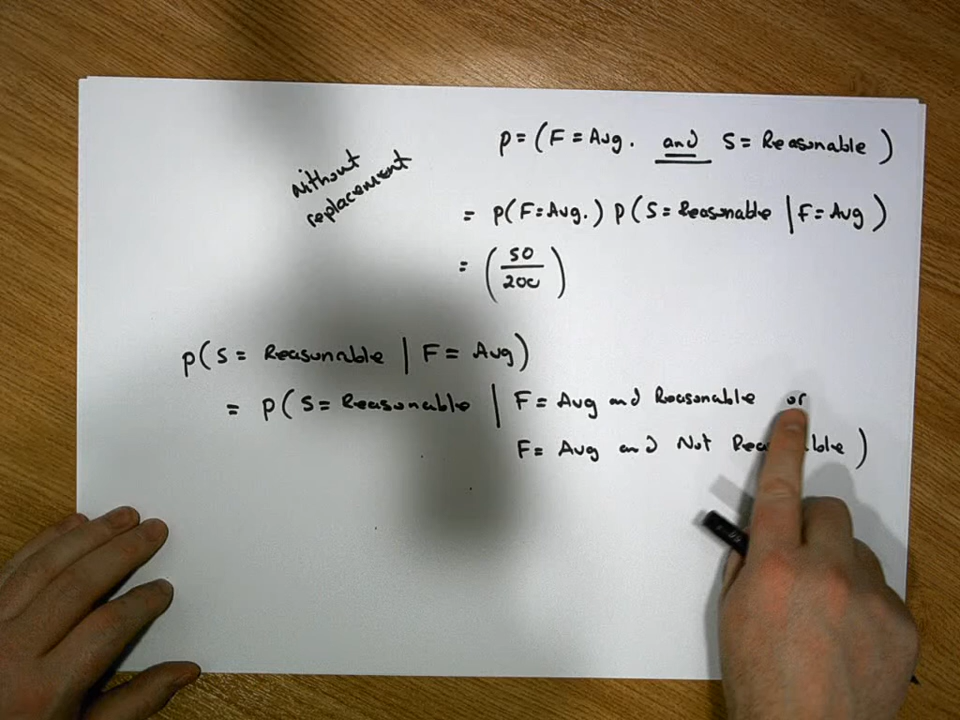 without
replacement
p=(F=Avg. and S=Reasonable)
= p(F=Avg.) p(S=Reasonable | F=Avg)
= (50/200)
p(S= Reasonable | F= Avg)
= p(S=Reasonable | F=Avg and Reasonable or
F= Avg and Not)